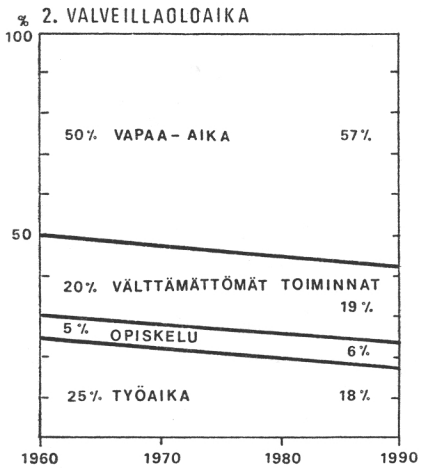 % 2. VALVEILLAOLOAIKA
100
50% VAPAA-AIKA 57%
50
20% VÄLTTÄMÄTTÖMÄT TOIMINNAT
19%
5% OPISKELU 6%
25% TYÖAIKA 18%
1960 1970 1980 1990